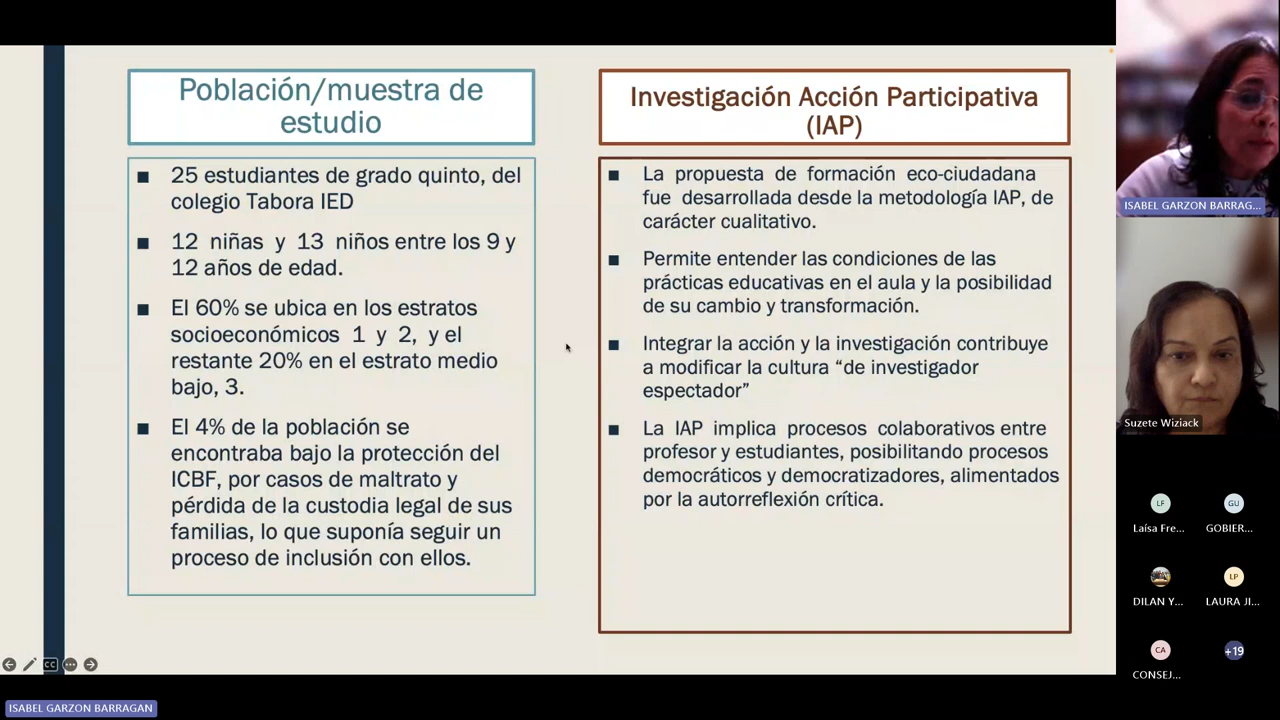 Población/muestra de
estudio
25 estudiantes de grado quinto, del
colegio Tabora IED
12 niñas y 13 niños entre los 9 y
12 años de edad.
El 60% se ubica en los estratos
socioeconómicos 1 y 2, y el
restante 20% en el estrato medio
bajo, 3.
El 4% de la población se
encontraba bajo la protección del
ICBF, por casos de maltrato y
pérdida de la custodia legal de sus
familias, lo que suponía seguir un
proceso de inclusión con ellos.
Investigación Acción Participativa
(IAP)
La propuesta de formación eco-ciudadana
fue desarrollada desde la metodología IAP, de
carácter cualitativo.
Permite entender las condiciones de las
prácticas educativas en el aula y la posibilidad
de su cambio y transformación.
Integrar la acción y la investigación contribuye
a modificar la cultura “de investigador
espectador”
La IAP implica procesos colaborativos entre
profesor y estudiantes, posibilitando procesos
democráticos y democratizadores, alimentados
por la autorreflexión crítica.
ISABEL GARZON BARRAG...
Suzete Wiziack
LF
GU
Laísa Fre...
GOBIER...
LP
DILAN Y...
LAURA JI...
CA
+19
CONSEJ...
CC
ISABEL GARZON BARRAGAN